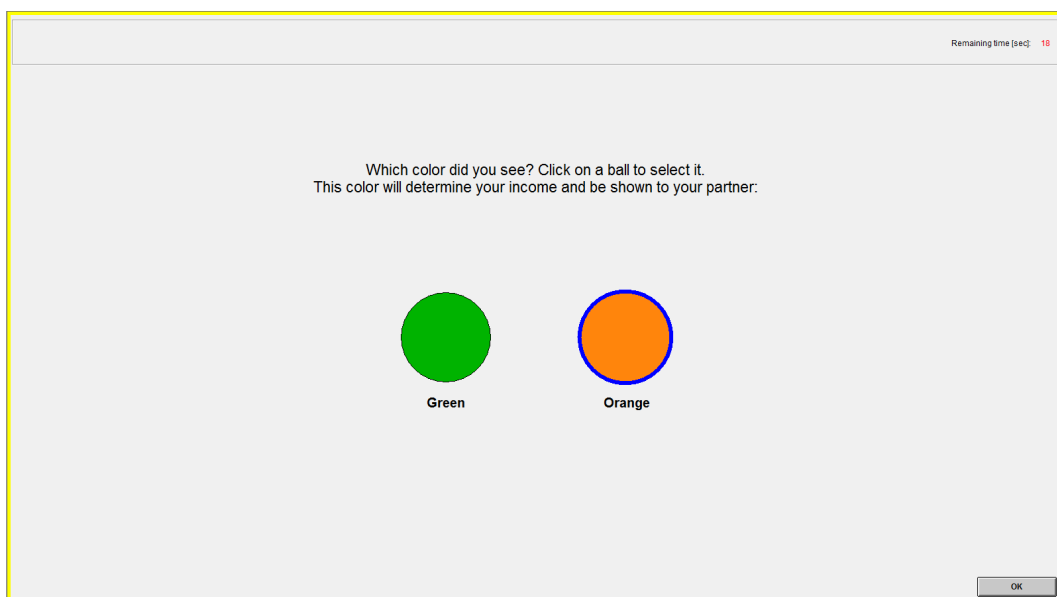 Remaining time [sec]: 18
Which color did you see? Click on a ball to select it.
This color will determine your income and be shown to your partner:
Green Orange
OK